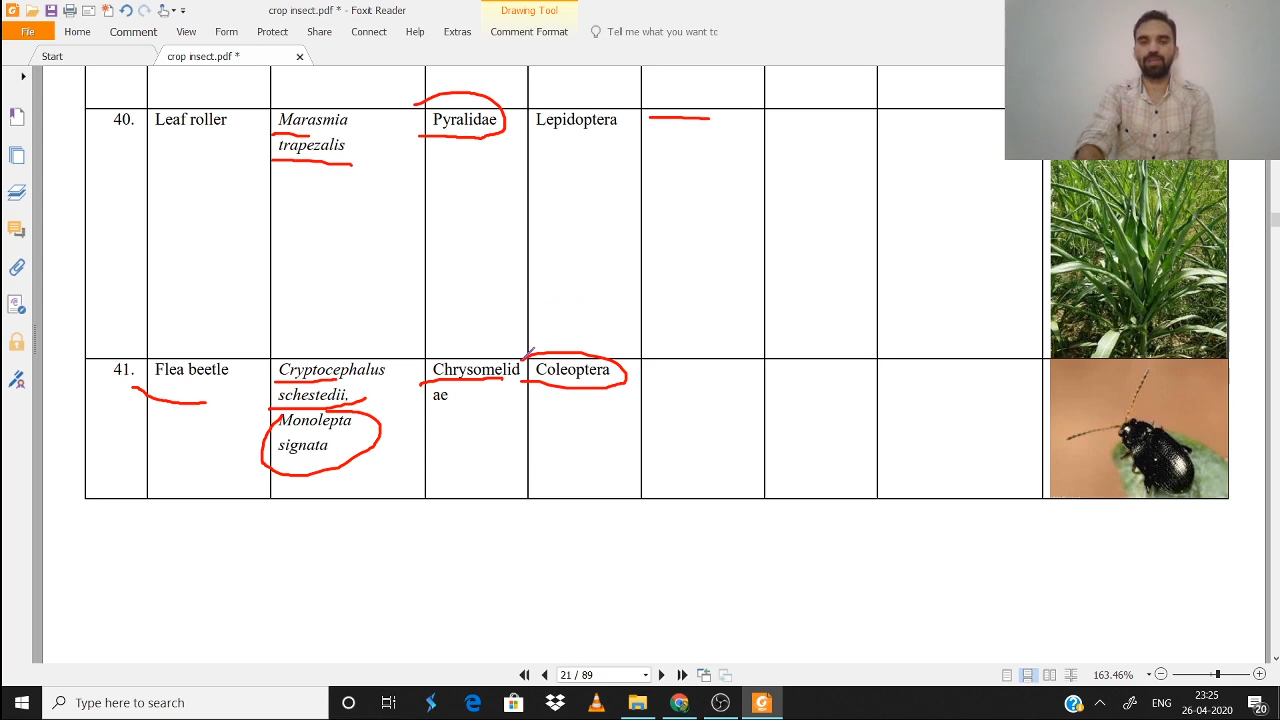 crop insect.pdf * - Foxit Reader
Drawing Tool
File Home Comment View Form Protect Share Connect Help Extras Comment Format Tell me what you want to
Start crop insect.pdf *
40. Leaf roller Marasmia Pyralidae Lepidoptera
trapezalis
41. Flea beetle Cryptocephalus Chrysomelid Coleoptera
schestedii, ae
Monolepta
signata
21 / 89 163.46%
Type here to search ENG 23:25
26-04-2020 20